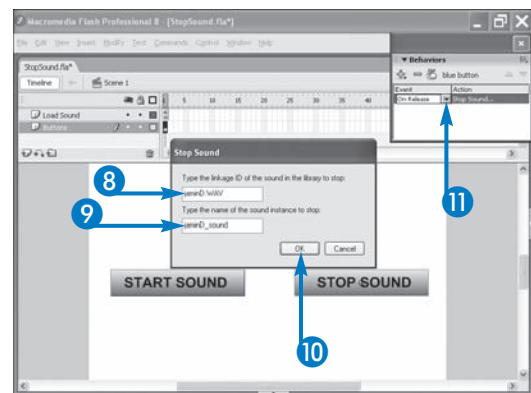 Macromedia Flash Professional 8 - [StopSound.fla*]
File Edit View Insert Modify Text Commands Control Window Help
StopSound.fla*
Timeline Scene 1
Behaviors
blue button
Event Action
On Release Stop Sound...
5 10 15 20 25 30 35 40
Load Sound
Buttons
Stop Sound
Type the linkage ID of the sound in the library to stop:
8
jaminD.WAV
Type the name of the sound instance to stop:
9
jaminD_sound
OK Cancel
10
11
START SOUND STOP SOUND